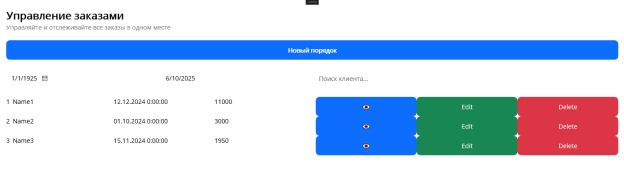 Управление заказами
Управляйте и отслеживайте все заказы в одном месте
Новый порядок
1/1/1925 6/10/2025 Поиск клиента...
1 Name1 12.12.2024 0:00:00 11000 Edit Delete
2 Name2 01.10.2024 0:00:00 3000 Edit Delete
3 Name3 15.11.2024 0:00:00 1950 Edit Delete